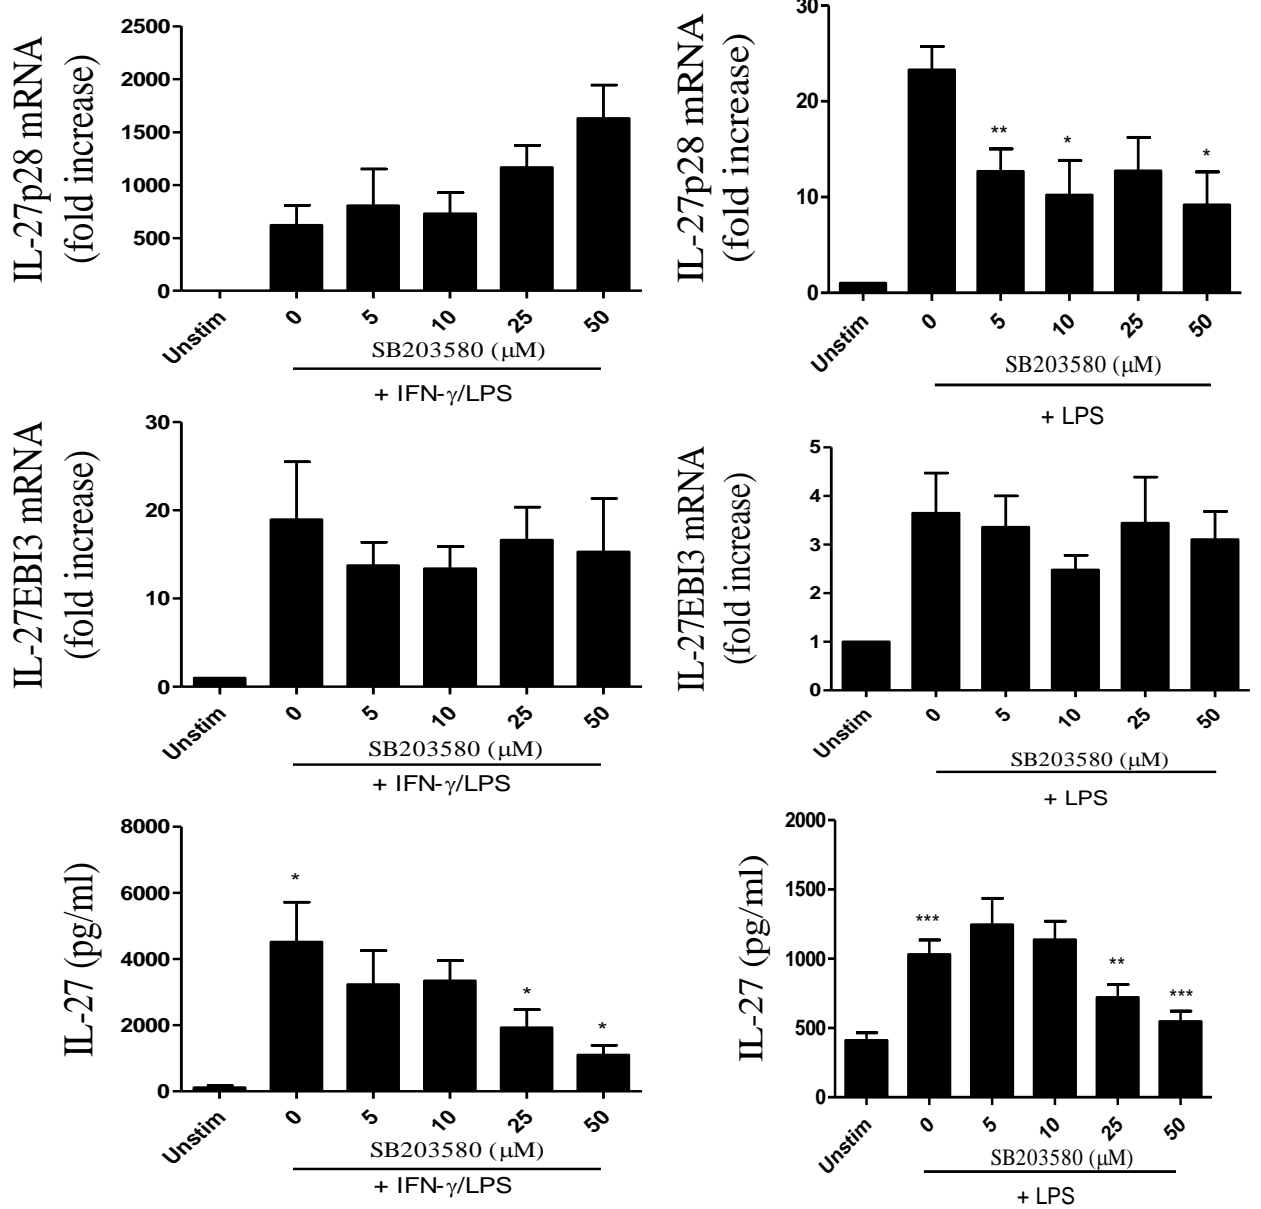 IL-27p28 mRNA
(fold increase)
2500
2000
1500
1000
500
0
Unstim
0
5
10
25
50
SB203580 (μM)
+ IFN-γ/LPS
IL-27p28 mRNA
(fold increase)
30
20
10
0
**
*
*
Unstim
0
5
10
25
50
SB203580 (μM)
+ LPS
IL-27EBI3 mRNA
(fold increase)
30
20
10
0
Unstim
0
5
10
25
50
SB203580 (μM)
+ IFN-γ/LPS
IL-27EBI3 mRNA
(fold increase)
5
4
3
2
1
0
Unstim
0
5
10
25
50
SB203580 (μM)
+ LPS
IL-27 (pg/ml)
8000
6000
4000
2000
0
*
*
*
Unstim
0
5
10
25
50
SB203580 (μM)
+ IFN-γ/LPS
IL-27 (pg/ml)
2000
1500
1000
500
0
***
**
***
Unstim
0
5
10
25
50
SB203580 (μM)
+ LPS